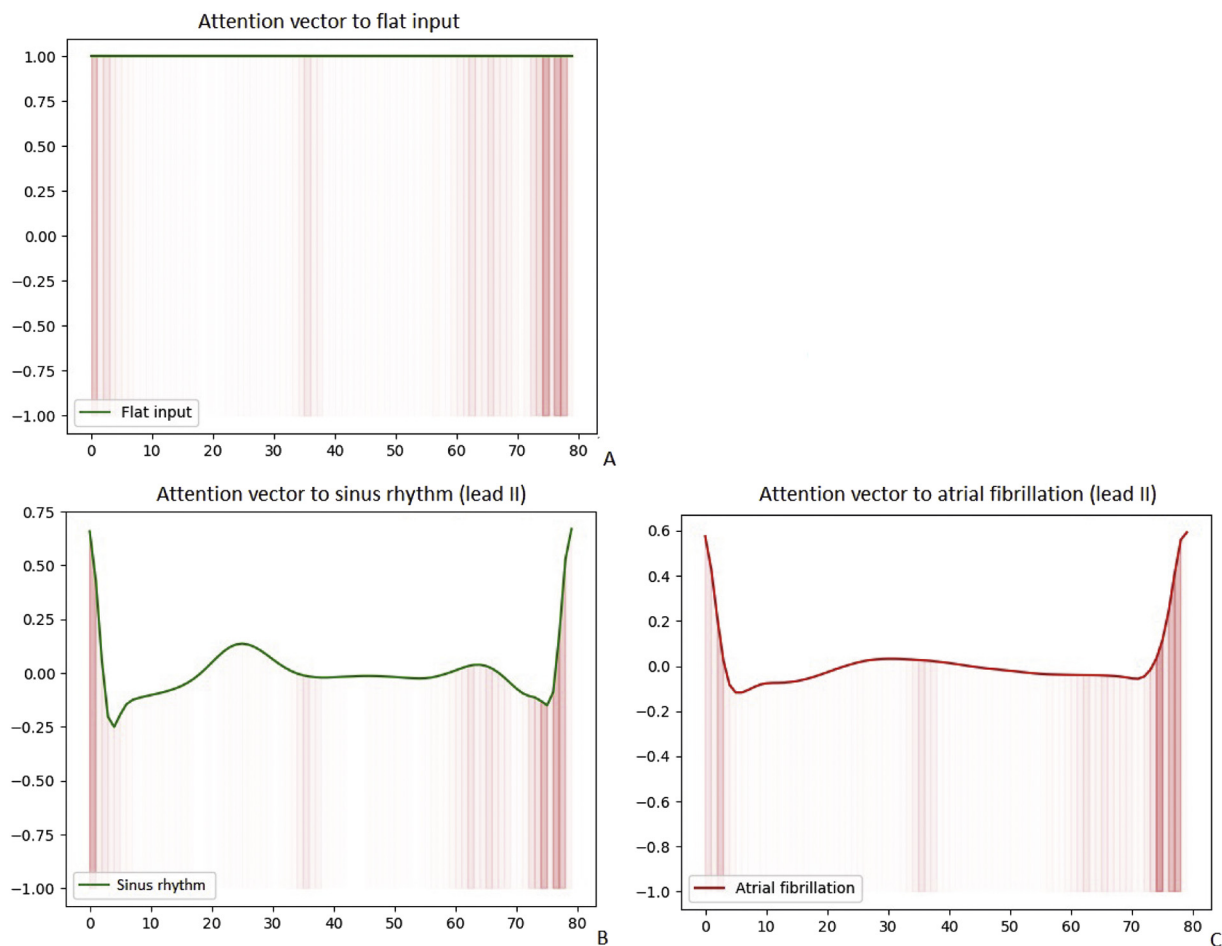 Attention vector to flat input
1.00
0.75
0.50
0.25
0.00
−0.25
−0.50
−0.75
−1.00
Flat input
0 10 20 30 40 50 60 70 80
A
Attention vector to sinus rhythm (lead II)
0.75
0.50
0.25
0.00
−0.25
−0.50
−0.75
−1.00
Sinus rhythm
0 10 20 30 40 50 60 70 80
B
Attention vector to atrial fibrillation (lead II)
0.6
0.4
0.2
0.0
−0.2
−0.4
−0.6
−0.8
−1.0
Atrial fibrillation
0 10 20 30 40 50 60 70 80
C